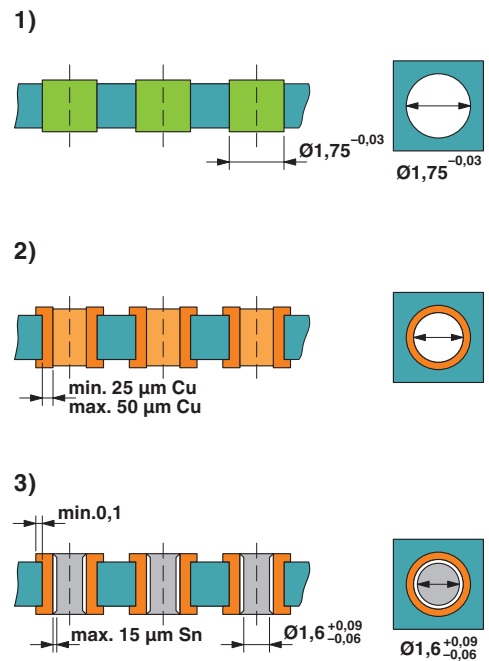 1)
Ø1,75 −0,03
Ø1,75 −0,03
2)
min. 25 µm Cu
max. 50 µm Cu
3)
min.0,1
max. 15 µm Sn
Ø1,6 +0,09 −0,06
Ø1,6 +0,09 −0,06